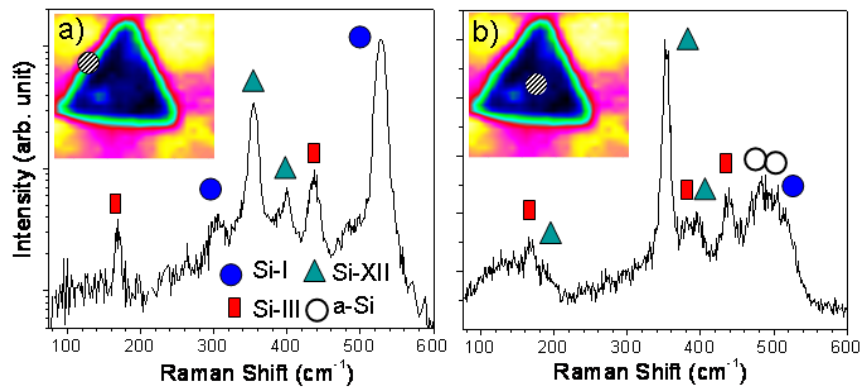 a)
b)
Intensity (arb. unit)
Si-I
Si-XII
Si-III
a-Si
100 200 300 400 500 600
100 200 300 400 500 600
Raman Shift (cm⁻¹)
Raman Shift (cm⁻¹)